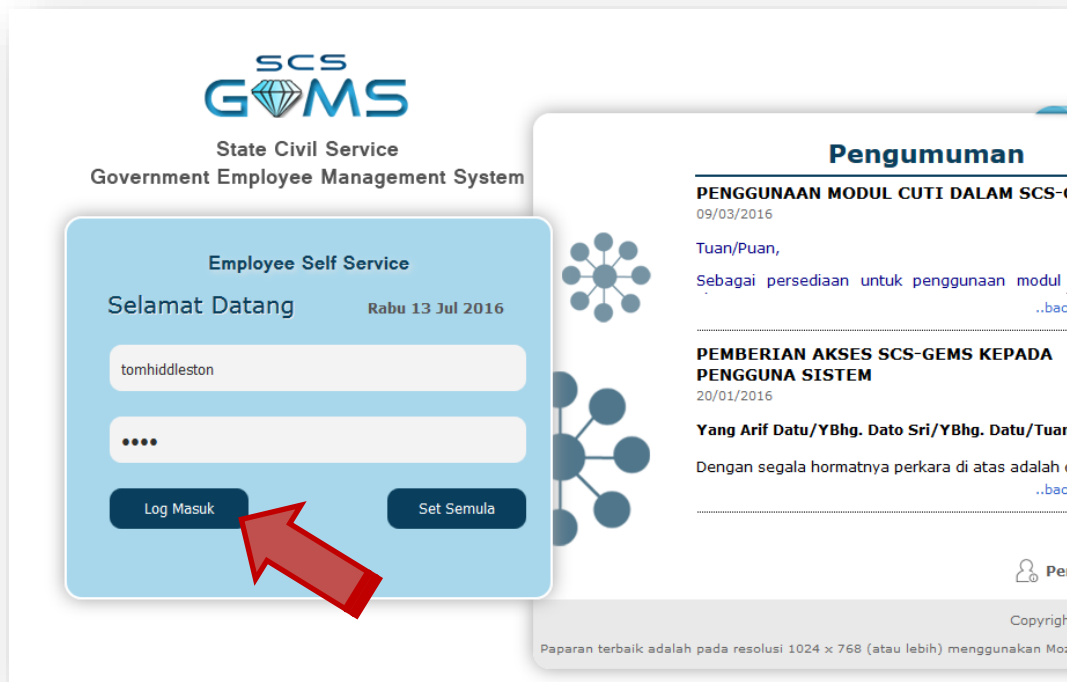 SCS
GEMS
State Civil Service
Government Employee Management System
Employee Self Service
Selamat Datang
Rabu 13 Jul 2016
tomhiddleston
••••
Log Masuk
Set Semula
Pengumuman
PENGGUNAAN MODUL CUTI DALAM SCS-
09/03/2016
Tuan/Puan,
Sebagai persediaan untuk penggunaan modul
PEMBERIAN AKSES SCS-GEMS KEPADA
PENGGUNA SISTEM
20/01/2016
Yang Arif Datu/YBhg. Dato Sri/YBhg. Datu/
Dengan segala hormatnya perkara di atas adalah
Paparan terbaik adalah pada resolusi 1024 x 768 (atau lebih) menggunakan